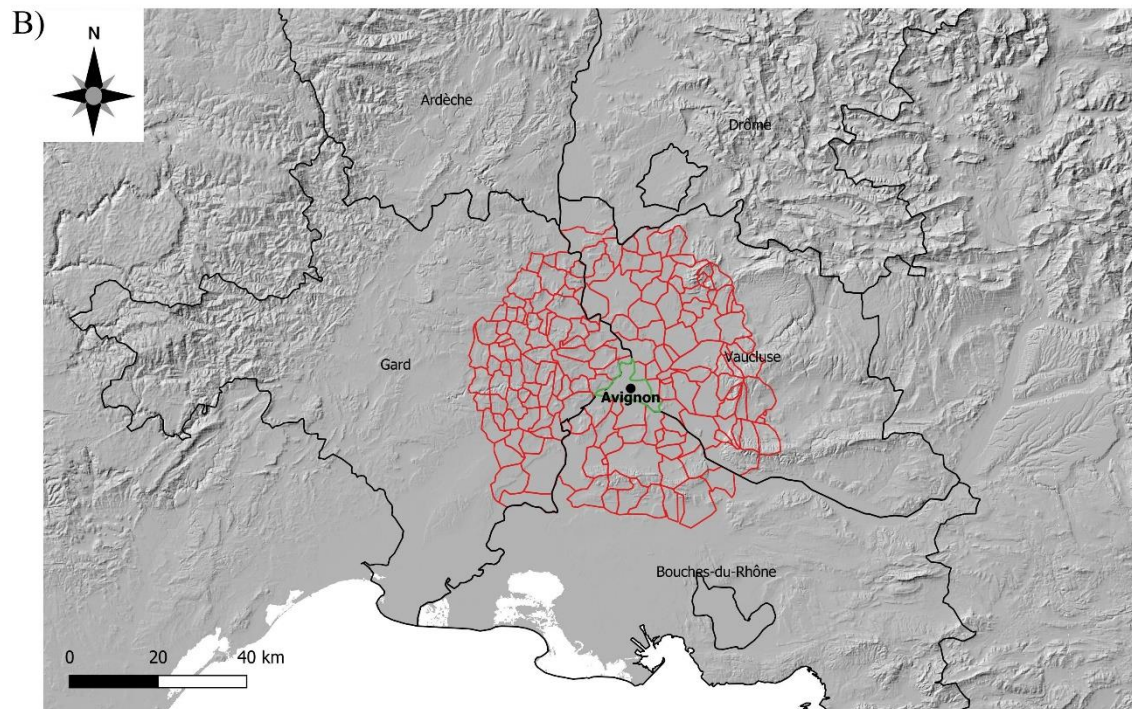 B)
N
Ardèche
Drôme
Gard
Vaucluse
Avignon
Bouches-du-Rhône
0 20 40 km